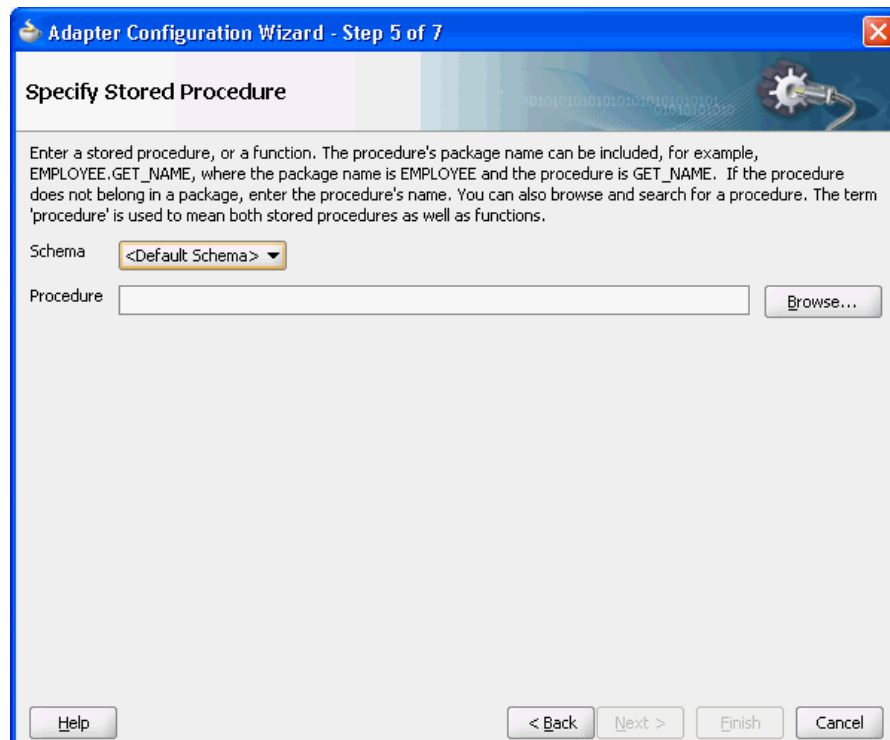 Adapter Configuration Wizard - Step 5 of 7
Specify Stored Procedure
Enter a stored procedure, or a function. The procedure's package name can be included, for example,
EMPLOYEE.GET_NAME, where the package name is EMPLOYEE and the procedure is GET_NAME.  If the procedure
does not belong in a package, enter the procedure's name. You can also browse and search for a procedure. The term
'procedure' is used to mean both stored procedures as well as functions.
Schema <Default Schema>
Procedure Browse...
Help < Back Next > Finish Cancel